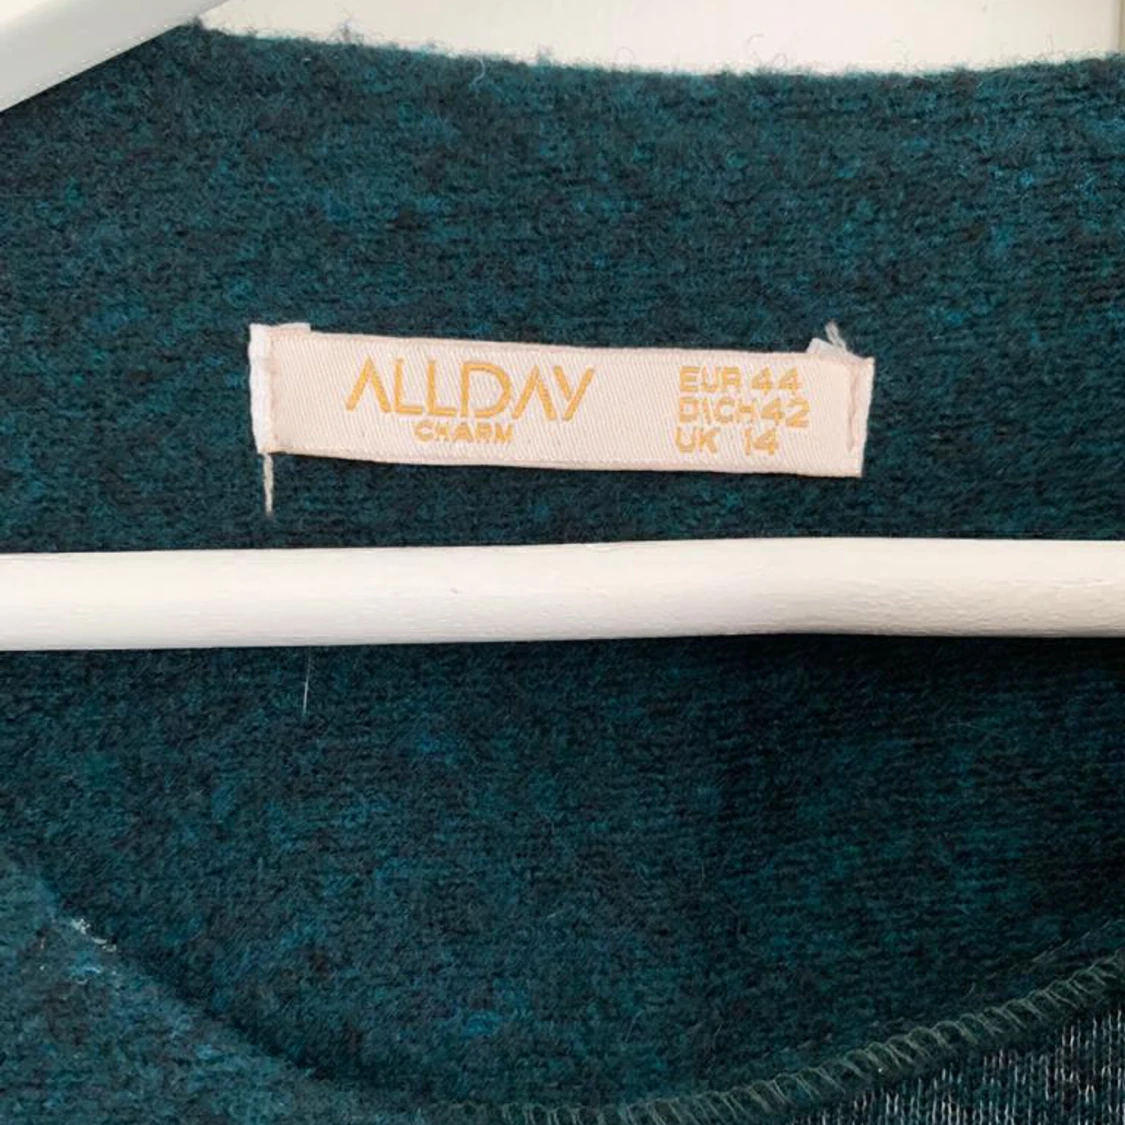 ALLDAY
CHARM
EUR 44
D\CH 42
UK 14